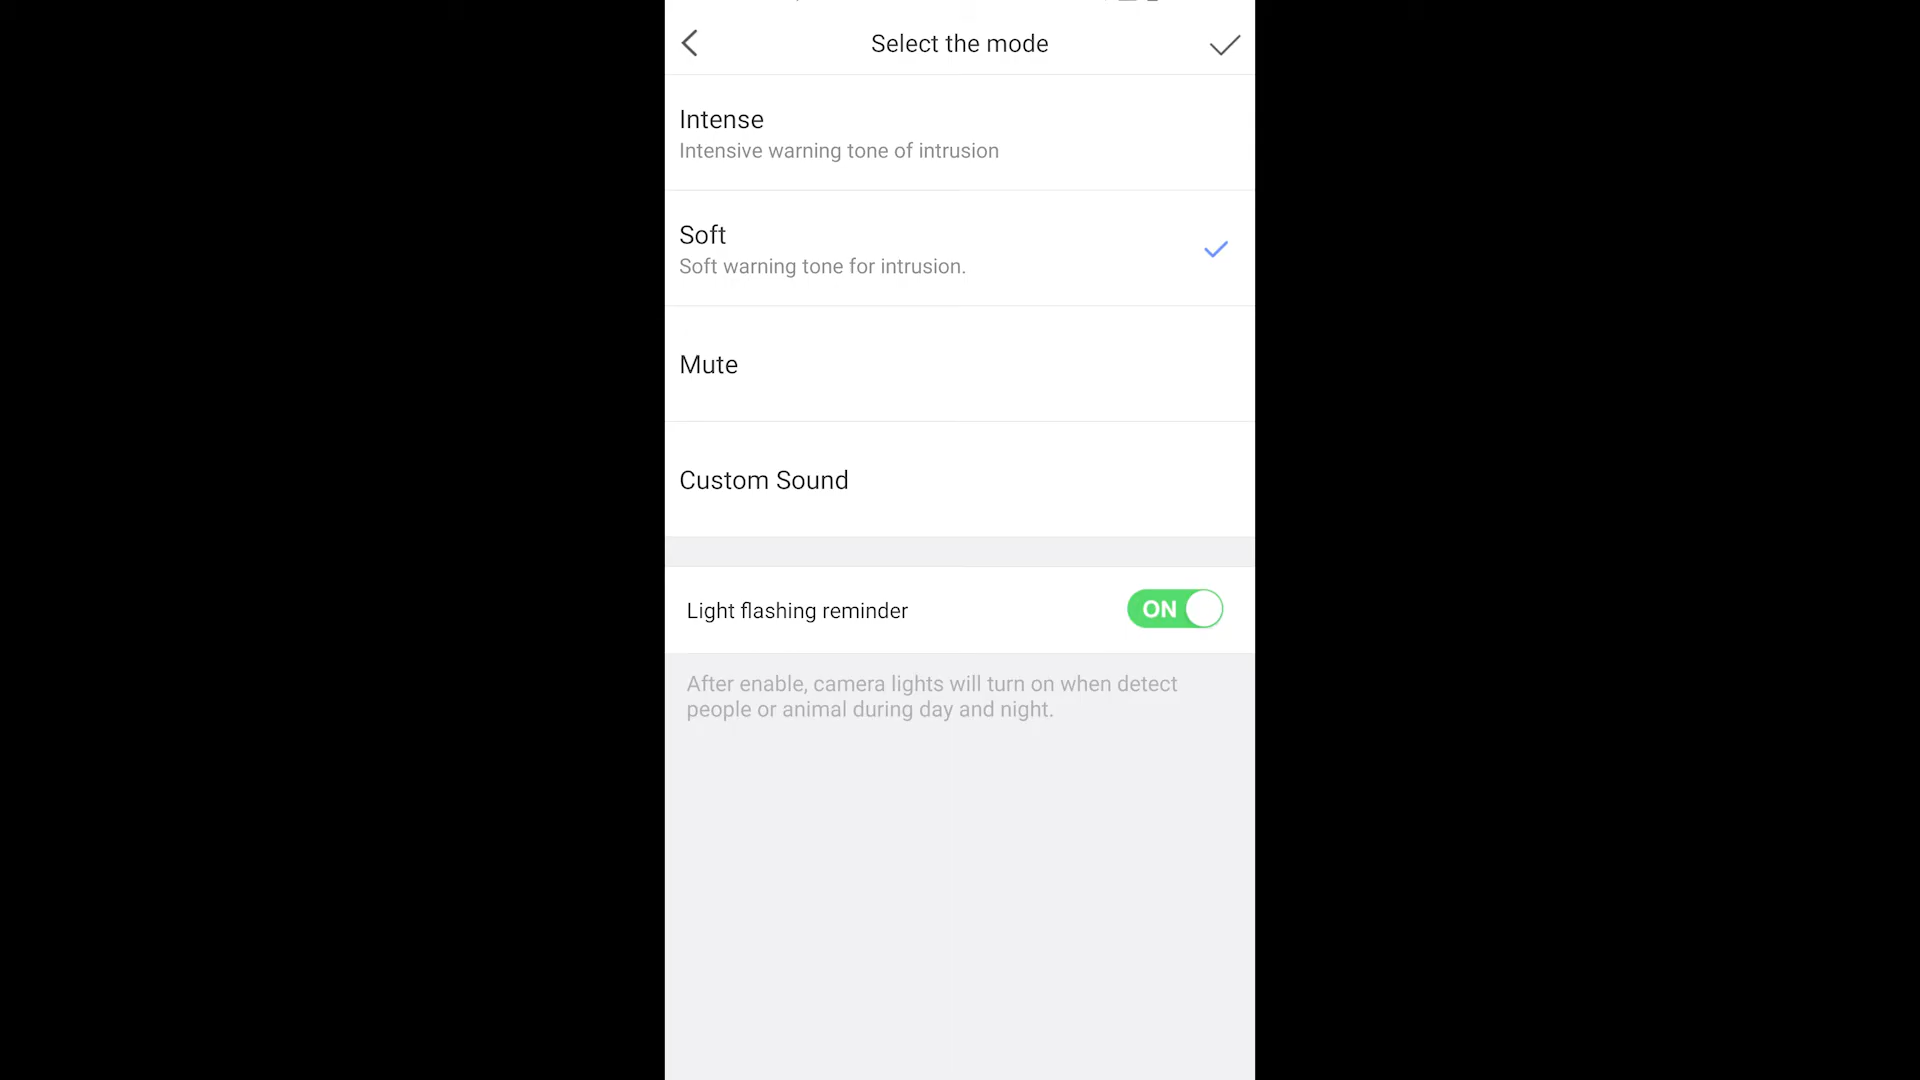 Select the mode
Intense
Intensive warning tone of intrusion
Soft
Soft warning tone for intrusion.
Mute
Custom Sound
Light flashing reminder
ON
After enable, camera lights will turn on when detect
people or animal during day and night.